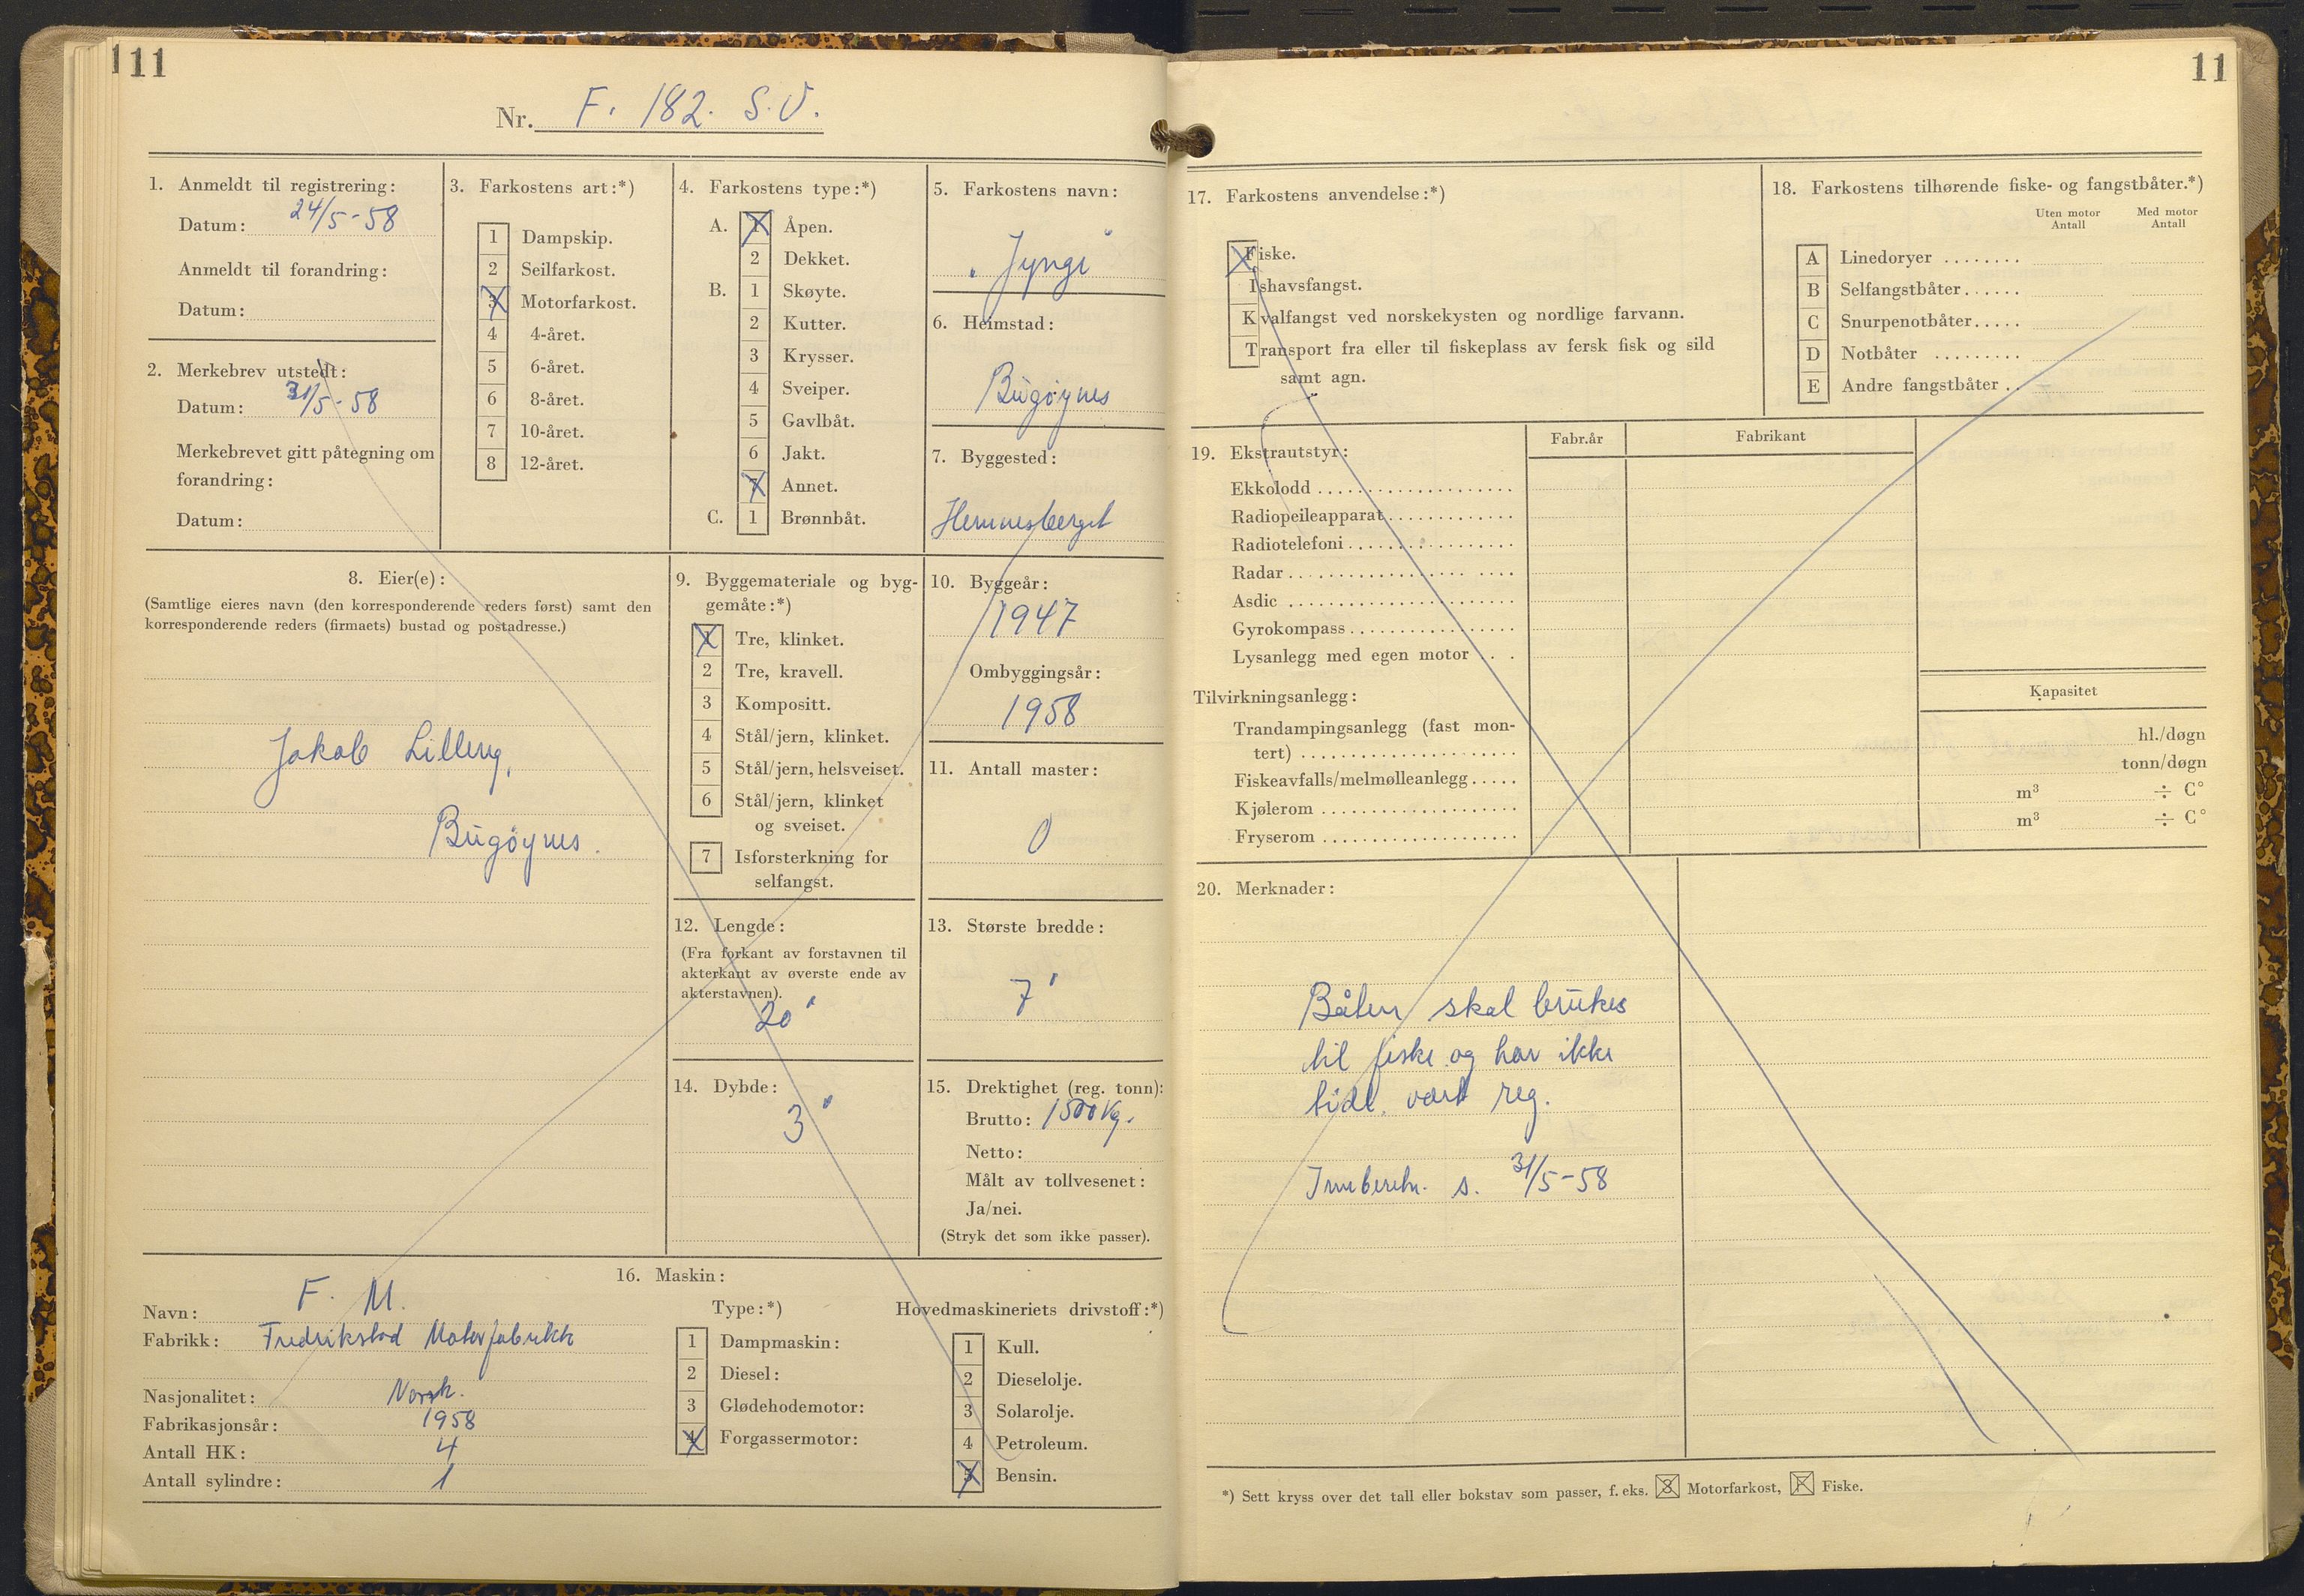 11
Nr. F. 182. S.V.
1. Anmeldt til registrering:
Datum: 24/5-58
Anmeldt til forandring:
Datum:
2. Merkebrev utstedt:
Datum: 31/5-58
Merkebrevet gitt påtegning om
forandring:
Datum:
3. Farkostens art:*)
1 Dampskip.
2 Seilfarkost.
3 Motorfarkost.
4 4-året.
5 6-året.
6 8-året.
7 10-året.
8 12-året.
4. Farkostens type:*)
A. 1 Åpen.
2 Dekket.
B. 1 Skøyte.
2 Kutter.
3 Krysser.
4 Sveiper.
5 Gavlbåt.
6 Jakt.
7 Annet.
C. 1 Brønnbåt.
5. Farkostens navn:
"Jyngi"
6. Heimstad:
Bugøynes
7. Byggested:
Hemnesberget
8. Eier(e):
(Samtlige eieres navn (den korresponderende reders først) samt den
korresponderende reders (firmaets) bustad og postadresse.)
Jakob
Bugøynes.
9. Byggemateriale og byg-
gemåte:*)
1 Tre, klinket.
2 Tre, kravell.
3 Kompositt.
4 Stål/jern, klinket.
5 Stål/jern, helsveiset.
6 Stål/jern, klinket
og sveiset.
7 Isforsterkning for
selfangst.
10. Byggeår:
1947
Ombyggingsår:
1958
11. Antall master:
0
12. Lengde:
(Fra forkant av forstavnen til
akterkant av øverste ende av
akterstavnen).
20'
13. Største bredde:
7'
14. Dybde:
3'
15. Drektighet (reg. tonn):
Brutto: 1500 kg.
Netto:
Målt av tollvesenet:
Ja/nei.
(Stryk det som ikke passer).
16. Maskin:
Navn: F. M.
Fabrikk: Fredrikstad Motorfabrikk
Nasjonalitet: Norsk.
Fabrikasjonsår: 1958
Antall HK: 4
Antall sylindre: 1
Type:*)
1 Dampmaskin:
2 Diesel:
3 Glødehodemotor:
4 Forgassermotor:
Hovedmaskineriets drivstoff:*)
1 Kull.
2 Dieselolje.
3 Solarolje.
4 Petroleum.
5 Bensin.
11
17. Farkostens anvendelse:*)
Fiske.
Ishavsfangst.
Kvalfangst ved norskekysten og nordlige farvann.
Transport fra eller til fiskeplass av fersk fisk og sild
samt agn.
18. Farkostens tilhørende fiske- og fangstbåter.*)
Uten motor Med motor
Antall Antall
A Linedoryer
B Selfangstbåter
C Snurpenotbåter
D Notbåter
E Andre fangstbåter
19. Ekstrautstyr: Fabr.år Fabrikant
Ekkolodd
Radiopeileapparat
Radiotelefoni
Radar
Asdic
Gyrokompass
Lysanlegg med egen motor
Tilvirkningsanlegg: Kapasitet
Trandampingsanlegg (fast mon-
tert) hl./døgn
Fiskeavfalls/melmølleanlegg tonn/døgn
Kjølerom m³ ÷ C°
Fryserom m³ ÷ C°
20. Merknader:
Båten skal brukes
til fiske og har ikke
tidl. vært reg.
Innberetn. s. 31/5-58
*) Sett kryss over det tall eller bokstav som passer, f. eks. 3 Motorfarkost, F Fiske.